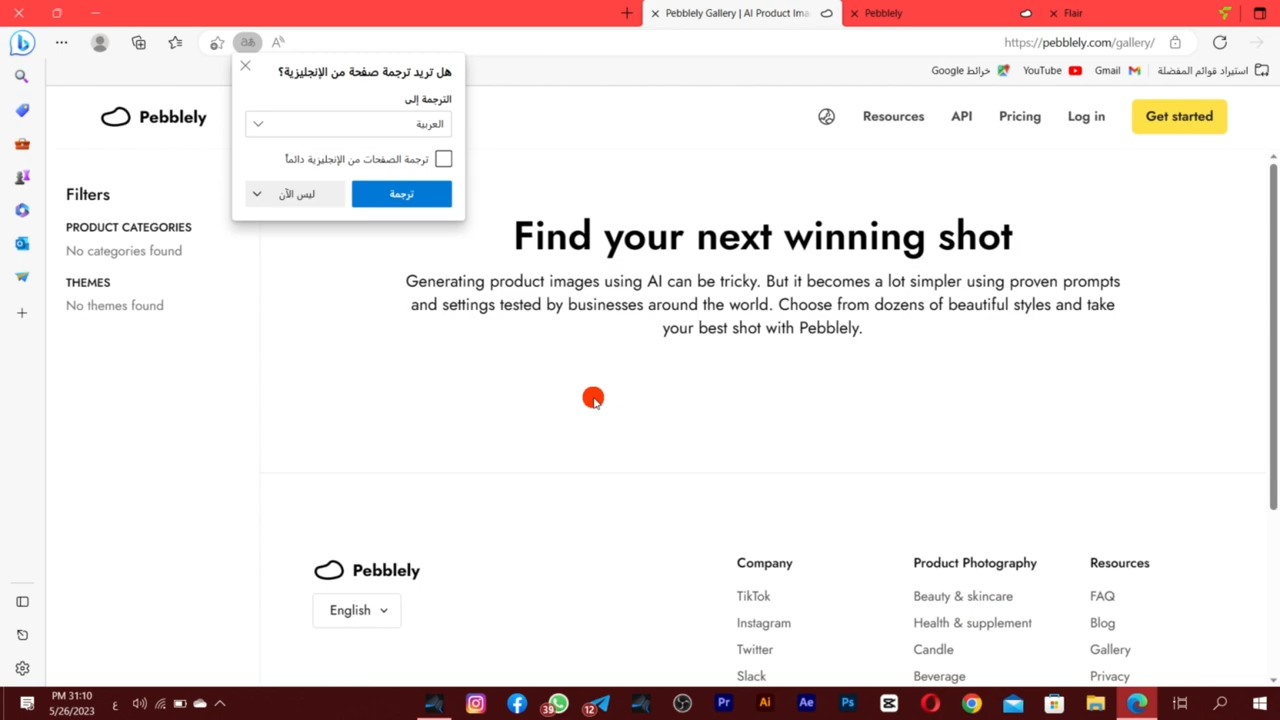 Pebblely Gallery | AI Product Ima
Pebblely
Flair
https://pebblely.com/gallery/
استيراد قوائم المفضلة
Gmail
YouTube
خرائط Google
هل تريد ترجمة صفحة من الإنجليزية؟
الترجمة إلى
العربية
ترجمة الصفحات من الإنجليزية دائماً
ترجمة
ليس الآن
Pebblely
Resources
API
Pricing
Log in
Get started
Filters
PRODUCT CATEGORIES
No categories found
THEMES
No themes found
Find your next winning shot
Generating product images using AI can be tricky. But it becomes a lot simpler using proven prompts
and settings tested by businesses around the world. Choose from dozens of beautiful styles and take
your best shot with Pebblely.
Pebblely
English
Company
TikTok
Instagram
Twitter
Slack
Product Photography
Beauty & skincare
Health & supplement
Candle
Beverage
Resources
FAQ
Blog
Gallery
Privacy
PM 31:10
5/26/2023
ع
39
12
Pr
Ai
Ae
Ps